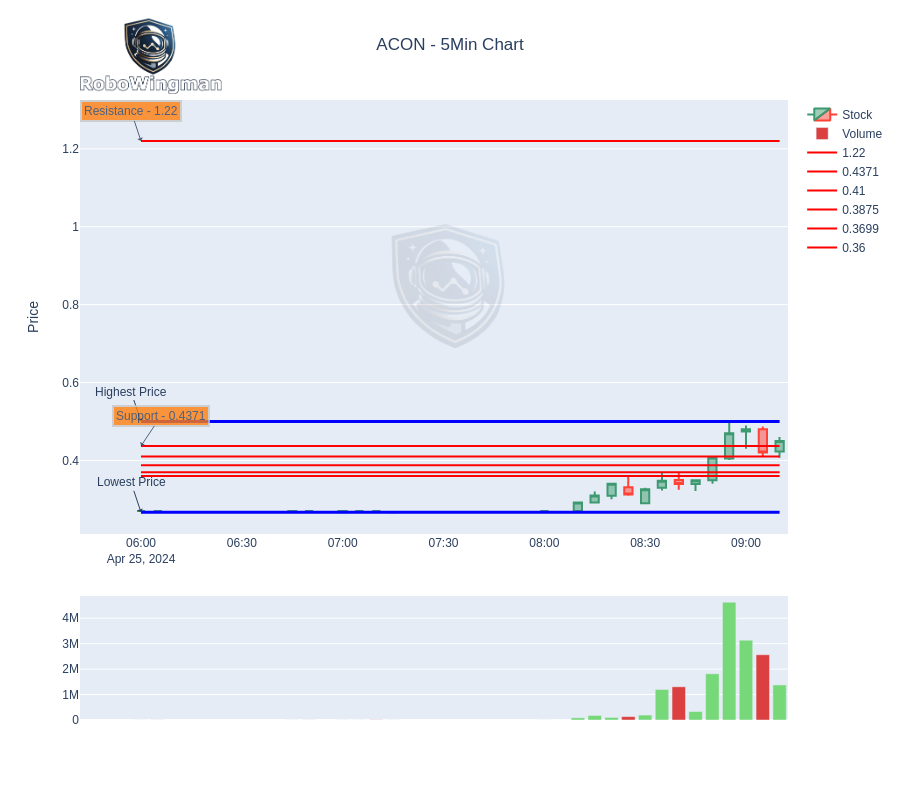 ACON - 5Min Chart
RoboWingman
Resistance - 1.22
Stock
Volume
1.22
0.4371
0.41
0.3875
0.3699
0.36
1.2
1
0.8
0.6
0.4
Price
Highest Price
Support - 0.4371
Lowest Price
06:00
06:30
07:00
07:30
08:00
08:30
09:00
Apr 25, 2024
4M
3M
2M
1M
0